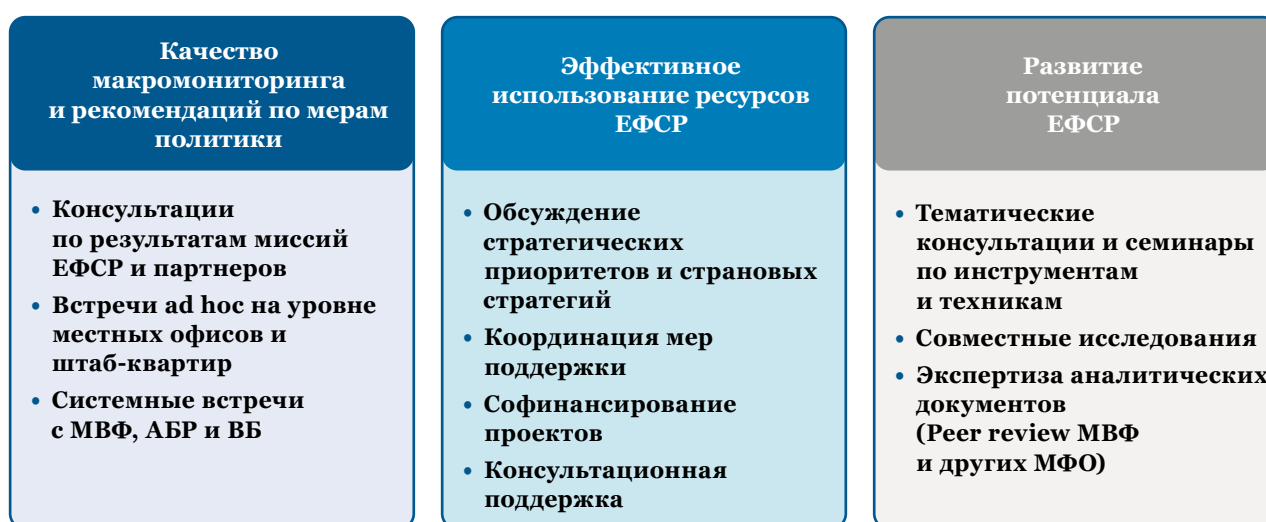 Качество
макромониторинга
и рекомендаций по мерам
политики
• Консультации
по результатам миссий
ЕФСР и партнеров
• Встречи ad hoc на уровне
местных офисов и
штаб-квартир
• Системные встречи
с МВФ, АБР и ВБ
Эффективное
использование ресурсов
ЕФСР
• Обсуждение
стратегических
приоритетов и страновых
стратегий
• Координация мер
поддержки
• Софинансирование
проектов
• Консультационная
поддержка
Развитие
потенциала
ЕФСР
• Тематические
консультации и семинары
по инструментам
и техникам
• Совместные исследования
• Экспертиза аналитических
документов
(Peer review МВФ
и других МФО)